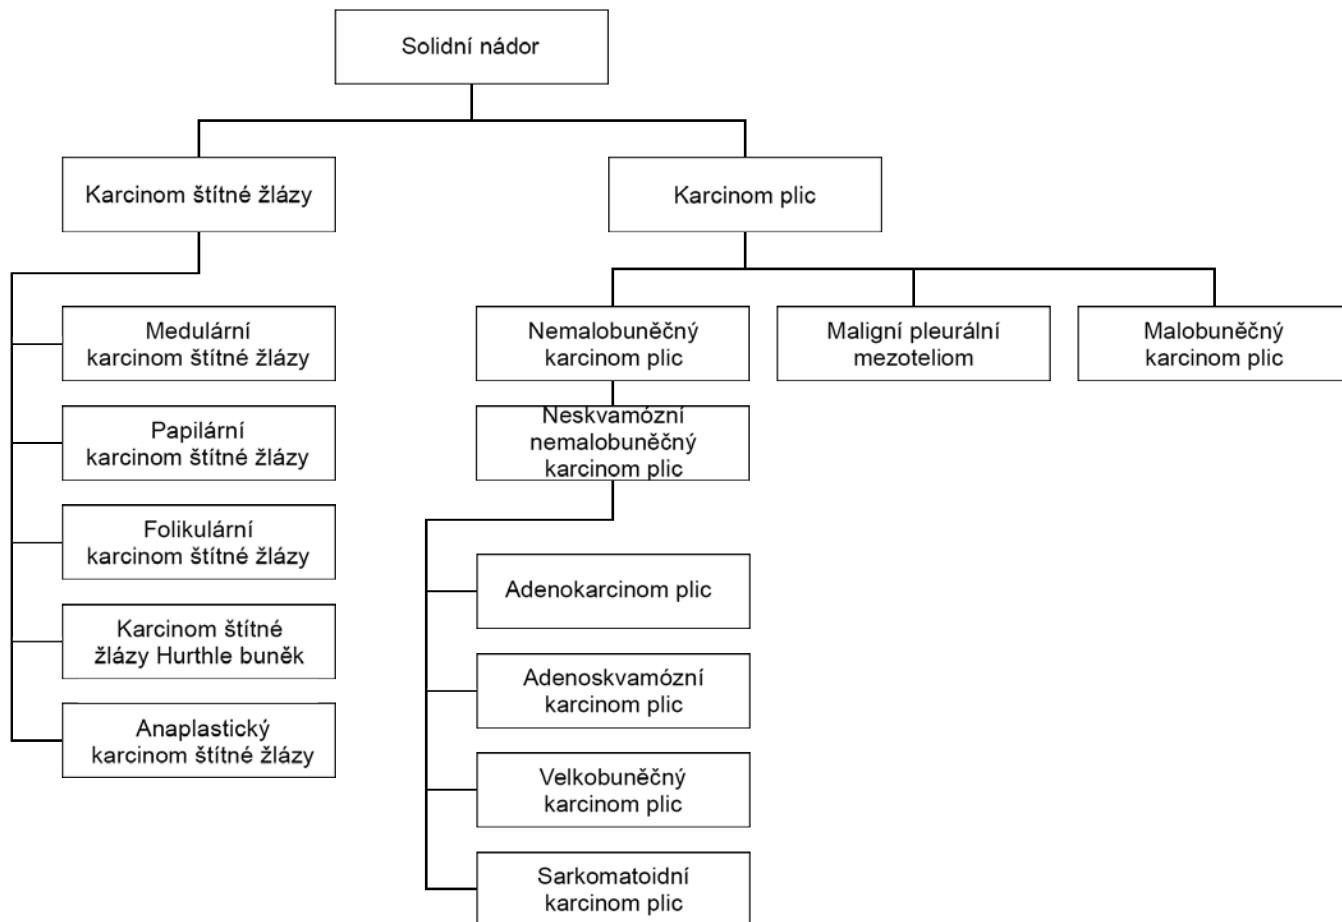 Solidní nádor
Karcinom štítné žlázy
Karcinom plic
Medulární
karcinom štítné žlázy
Papilární
karcinom štítné žlázy
Folikulární
karcinom štítné žlázy
Karcinom štítné
žlázy Hurthle buněk
Anaplastický
karcinom štítné žlázy
Nemalobuněčný
karcinom plic
Maligní pleurální
mezoteliom
Malobuněčný
karcinom plic
Neskvamózní
nemalobuněčný
karcinom plic
Adenokarcinom plic
Adenoskvamózní
karcinom plic
Velkobuněčný
karcinom plic
Sarkomatoidní
karcinom plic